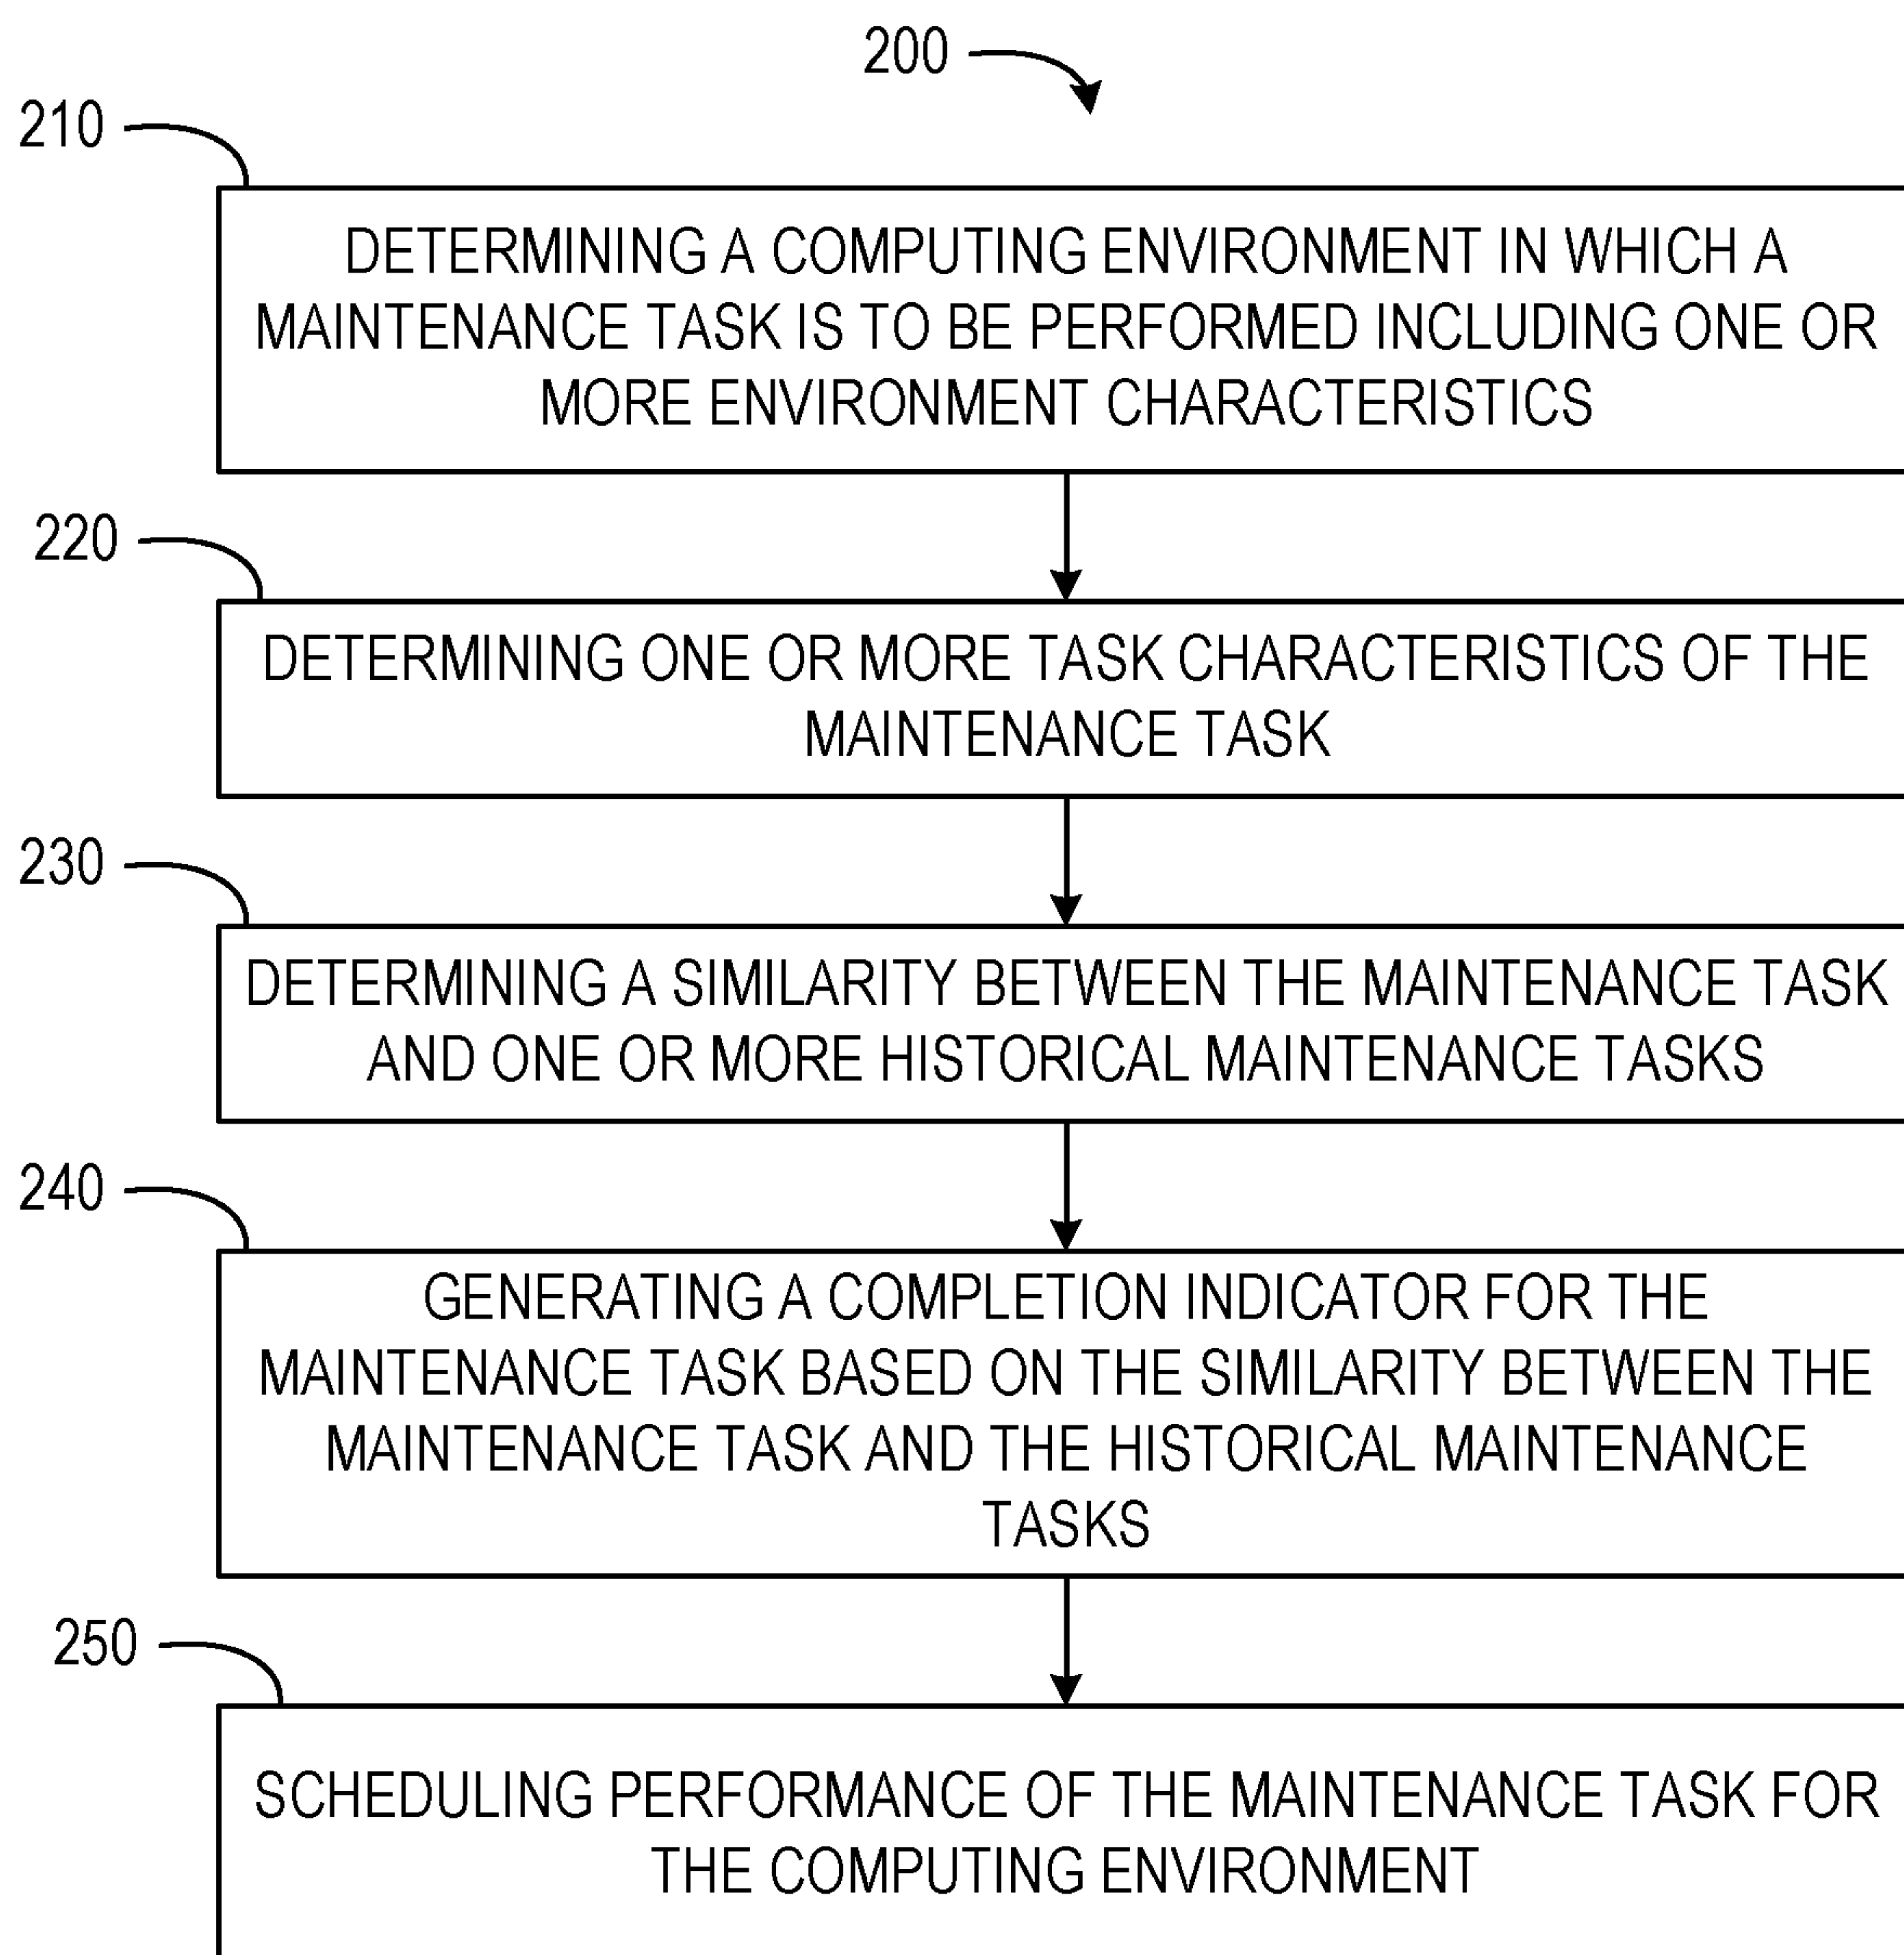 200
210
DETERMINING A COMPUTING ENVIRONMENT IN WHICH A
MAINTENANCE TASK IS TO BE PERFORMED INCLUDING ONE OR
MORE ENVIRONMENT CHARACTERISTICS
220
DETERMINING ONE OR MORE TASK CHARACTERISTICS OF THE
MAINTENANCE TASK
230
DETERMINING A SIMILARITY BETWEEN THE MAINTENANCE TASK
AND ONE OR MORE HISTORICAL MAINTENANCE TASKS
240
GENERATING A COMPLETION INDICATOR FOR THE
MAINTENANCE TASK BASED ON THE SIMILARITY BETWEEN THE
MAINTENANCE TASK AND THE HISTORICAL MAINTENANCE
TASKS
250
SCHEDULING PERFORMANCE OF THE MAINTENANCE TASK FOR
THE COMPUTING ENVIRONMENT